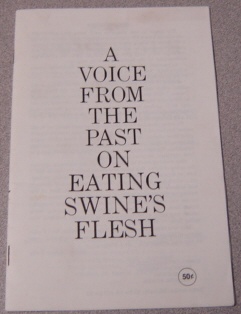 A
VOICE
FROM
THE
PAST
ON
EATING
SWINE'S
FLESH
50¢